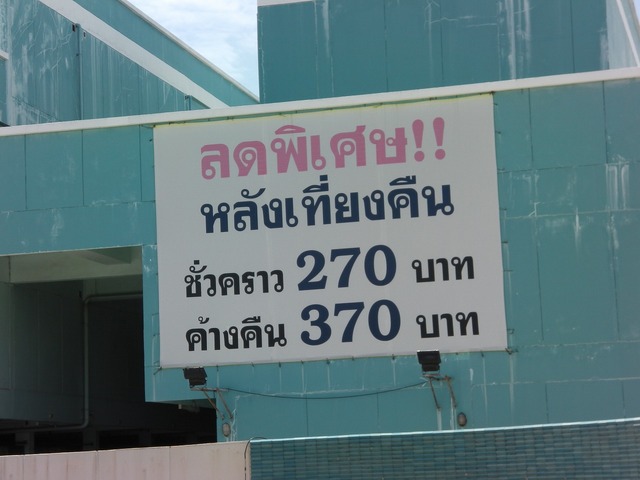 ลดพิเศษ!!
หลังเที่ยงคืน
ชั่วคราว 270 บาท
ค้างคืน 370 บาท